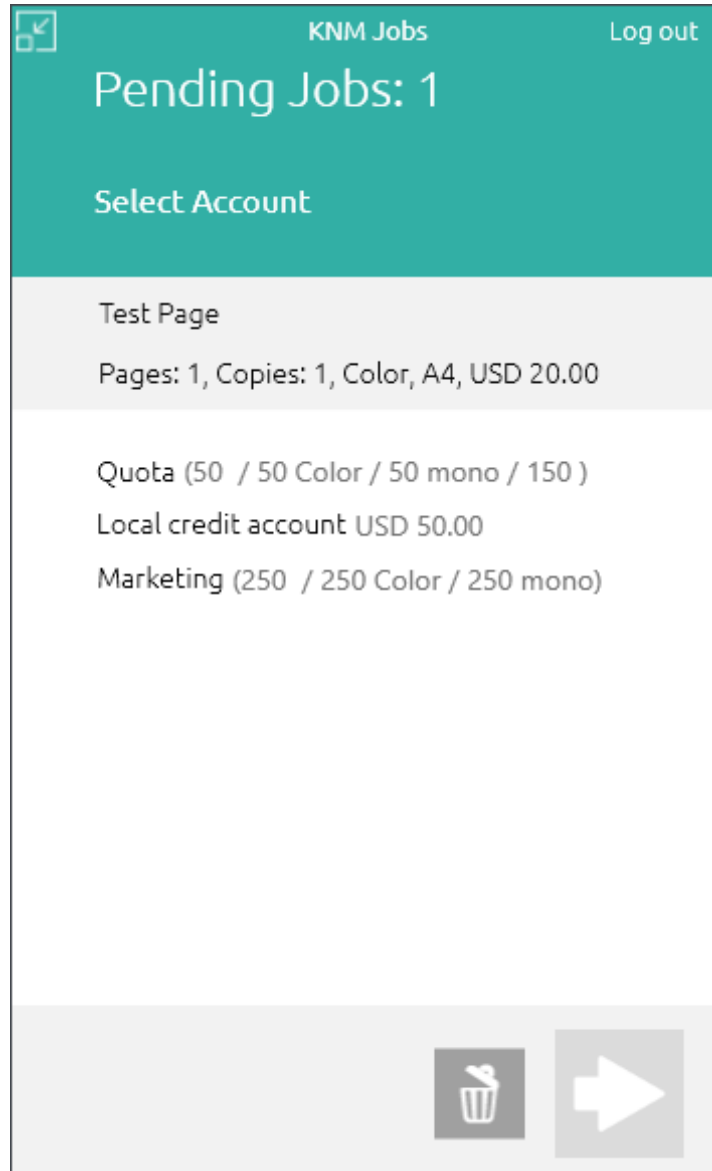 KNM Jobs
Log out
Pending Jobs: 1
Select Account
Test Page
Pages: 1, Copies: 1, Color, A4, USD 20.00
Quota (50 / 50 Color / 50 mono / 150 )
Local credit account USD 50.00
Marketing (250 / 250 Color / 250 mono)